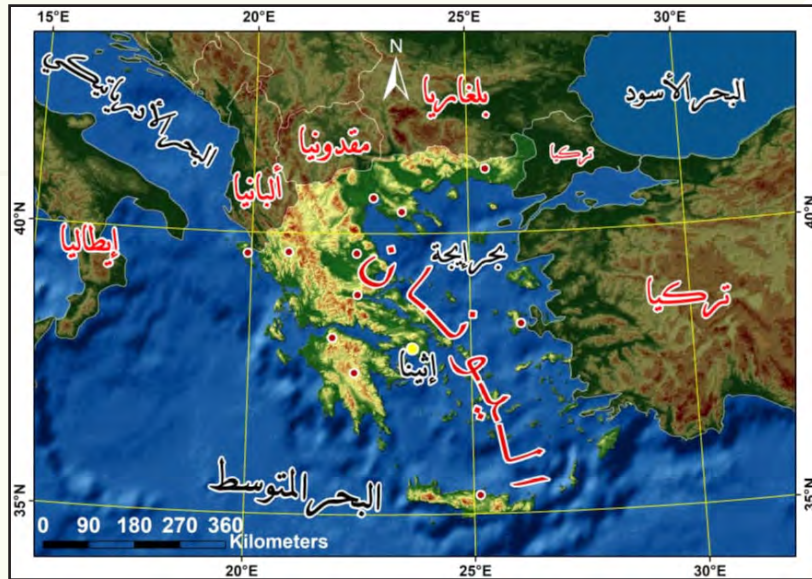 15°E 20°E 25°E 30°E
N
البحر الأدرياتيكي
بلغاريا
البحر الأسود
مقدونيا
تركيا
ألبانيا
40°N 40°N
إيطاليا
بحر إيجة
تركيا
اليونان
إثينا
البحر المتوسط
35°N 35°N
0 90 180 270 360
Kilometers
20°E 25°E 30°E